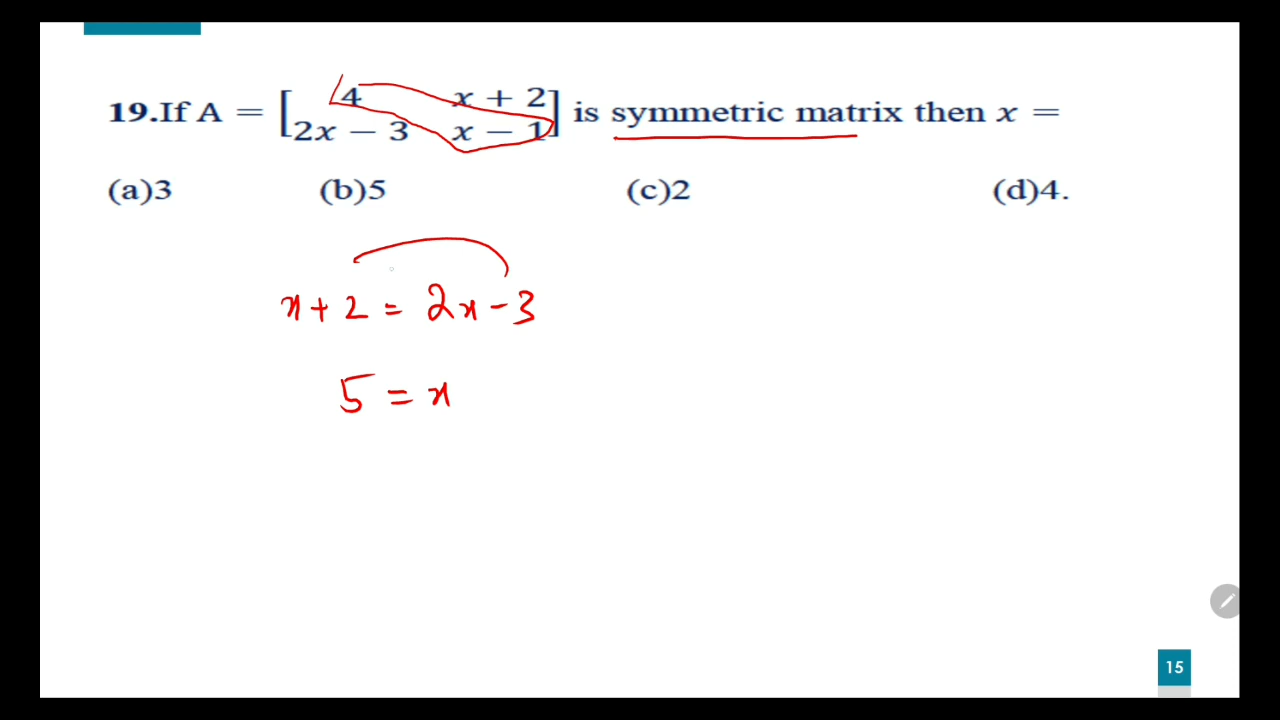 19.If A = [ 4 x + 2
2x − 3 x − 1 ] is symmetric matrix then x =
(a)3 (b)5 (c)2 (d)4.
x + 2 = 2x - 3
5 = x
15